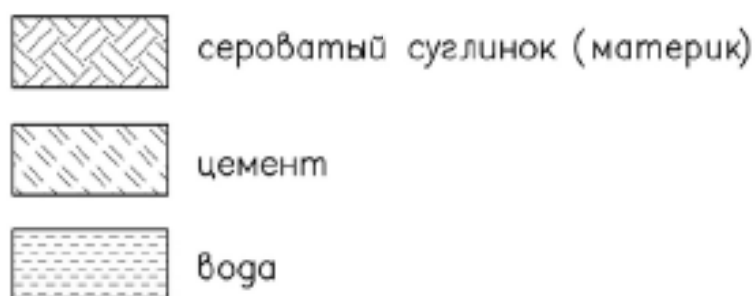 сероватый суглинок (материк)
цемент
вода